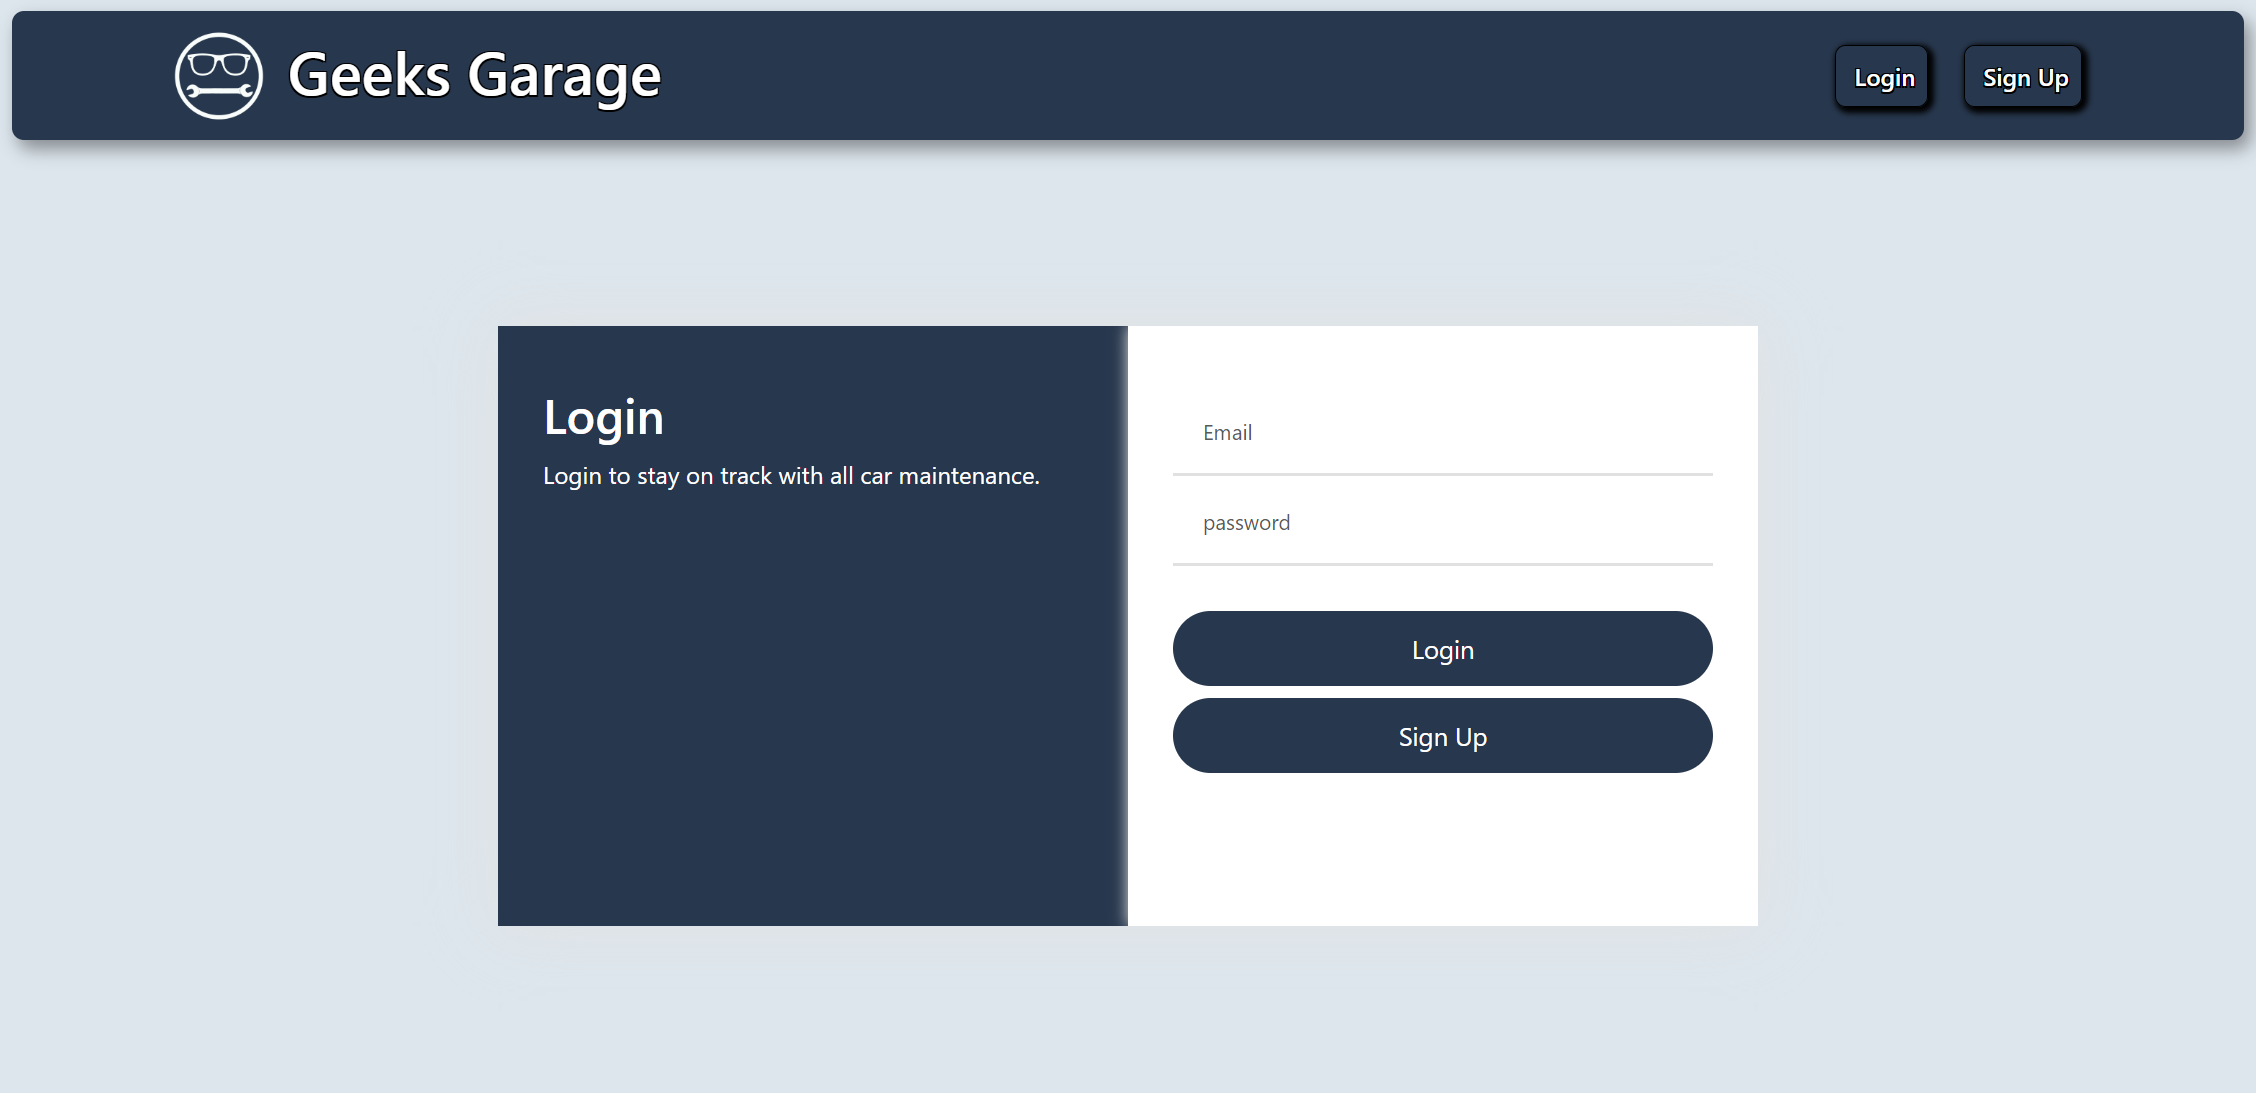 Geeks Garage
Login
Sign Up
Login
Login to stay on track with all car maintenance.
Email
password
Login
Sign Up